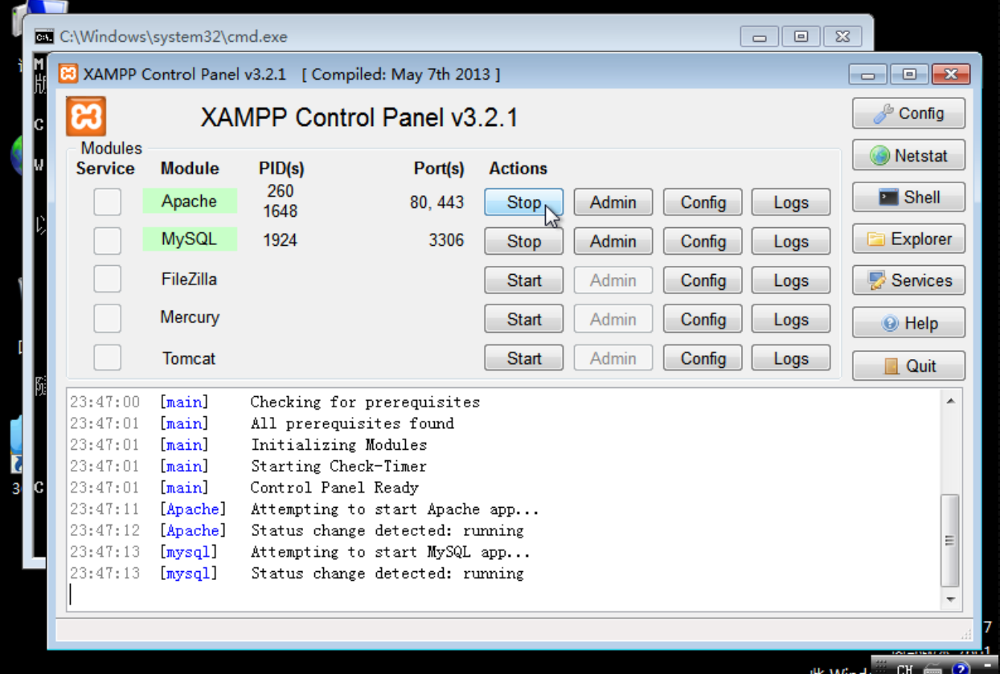 C:\Windows\system32\cmd.exe
XAMPP Control Panel v3.2.1 [ Compiled: May 7th 2013 ]
XAMPP Control Panel v3.2.1
Config
Modules
Netstat
Service Module PID(s) Port(s) Actions
Apache 260 1648 80, 443 Stop Admin Config Logs
Shell
MySQL 1924 3306 Stop Admin Config Logs
Explorer
FileZilla Start Admin Config Logs
Services
Mercury Start Admin Config Logs
Help
Tomcat Start Admin Config Logs
Quit
23:47:00 [main] Checking for prerequisites
23:47:01 [main] All prerequisites found
23:47:01 [main] Initializing Modules
23:47:01 [main] Starting Check-Timer
23:47:01 [main] Control Panel Ready
23:47:11 [Apache] Attempting to start Apache app...
23:47:12 [Apache] Status change detected: running
23:47:13 [mysql] Attempting to start MySQL app...
23:47:13 [mysql] Status change detected: running
CH